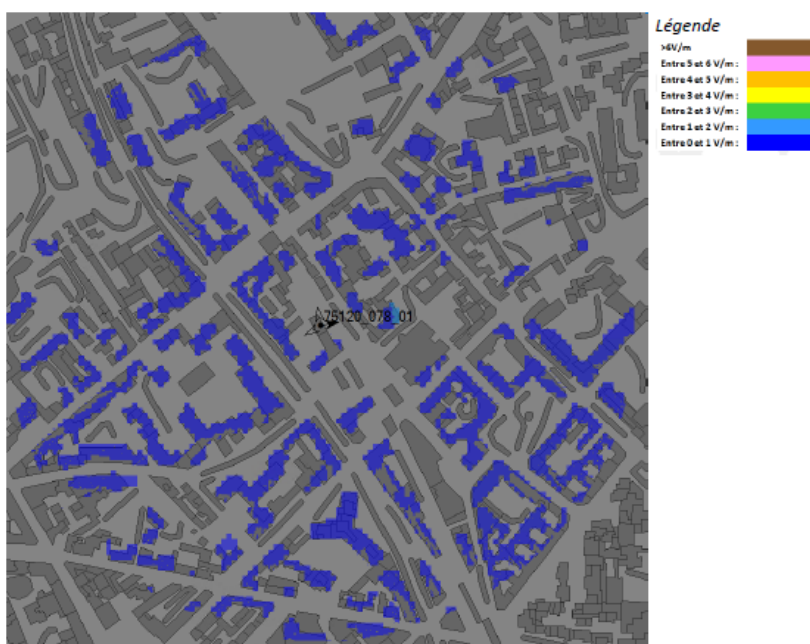 Légende
>6V/m
Entre 5 et 6 V/m :
Entre 4 et 5 V/m :
Entre 3 et 4 V/m :
Entre 2 et 3 V/m :
Entre 1 et 2 V/m :
Entre 0 et 1 V/m :
75120_078_01